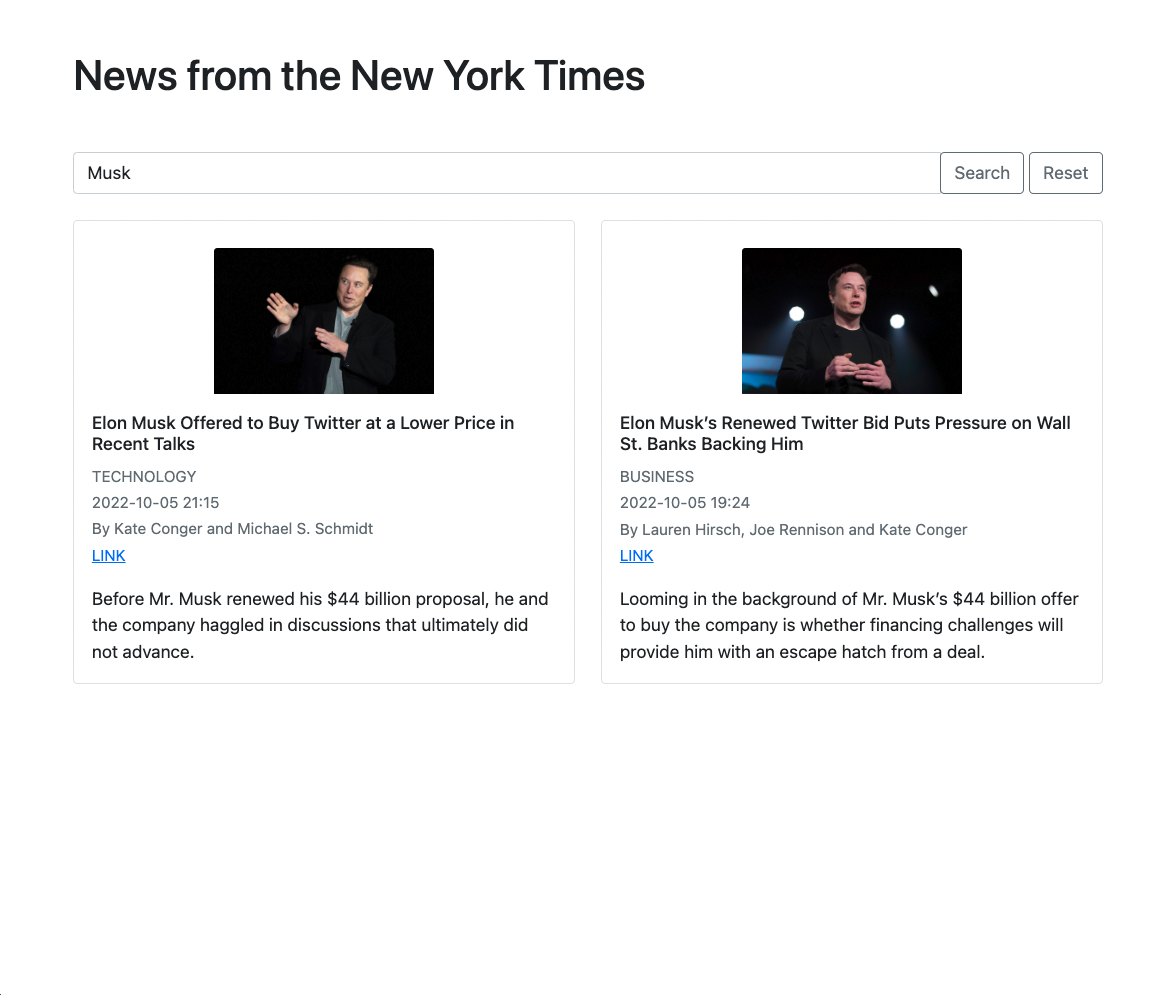 News from the New York Times
Musk
Search
Reset
Elon Musk Offered to Buy Twitter at a Lower Price in
Recent Talks
TECHNOLOGY
2022-10-05 21:15
By Kate Conger and Michael S. Schmidt
LINK
Before Mr. Musk renewed his $44 billion proposal, he and
the company haggled in discussions that ultimately did
not advance.
Elon Musk’s Renewed Twitter Bid Puts Pressure on Wall
St. Banks Backing Him
BUSINESS
2022-10-05 19:24
By Lauren Hirsch, Joe Rennison and Kate Conger
LINK
Looming in the background of Mr. Musk’s $44 billion offer
to buy the company is whether financing challenges will
provide him with an escape hatch from a deal.